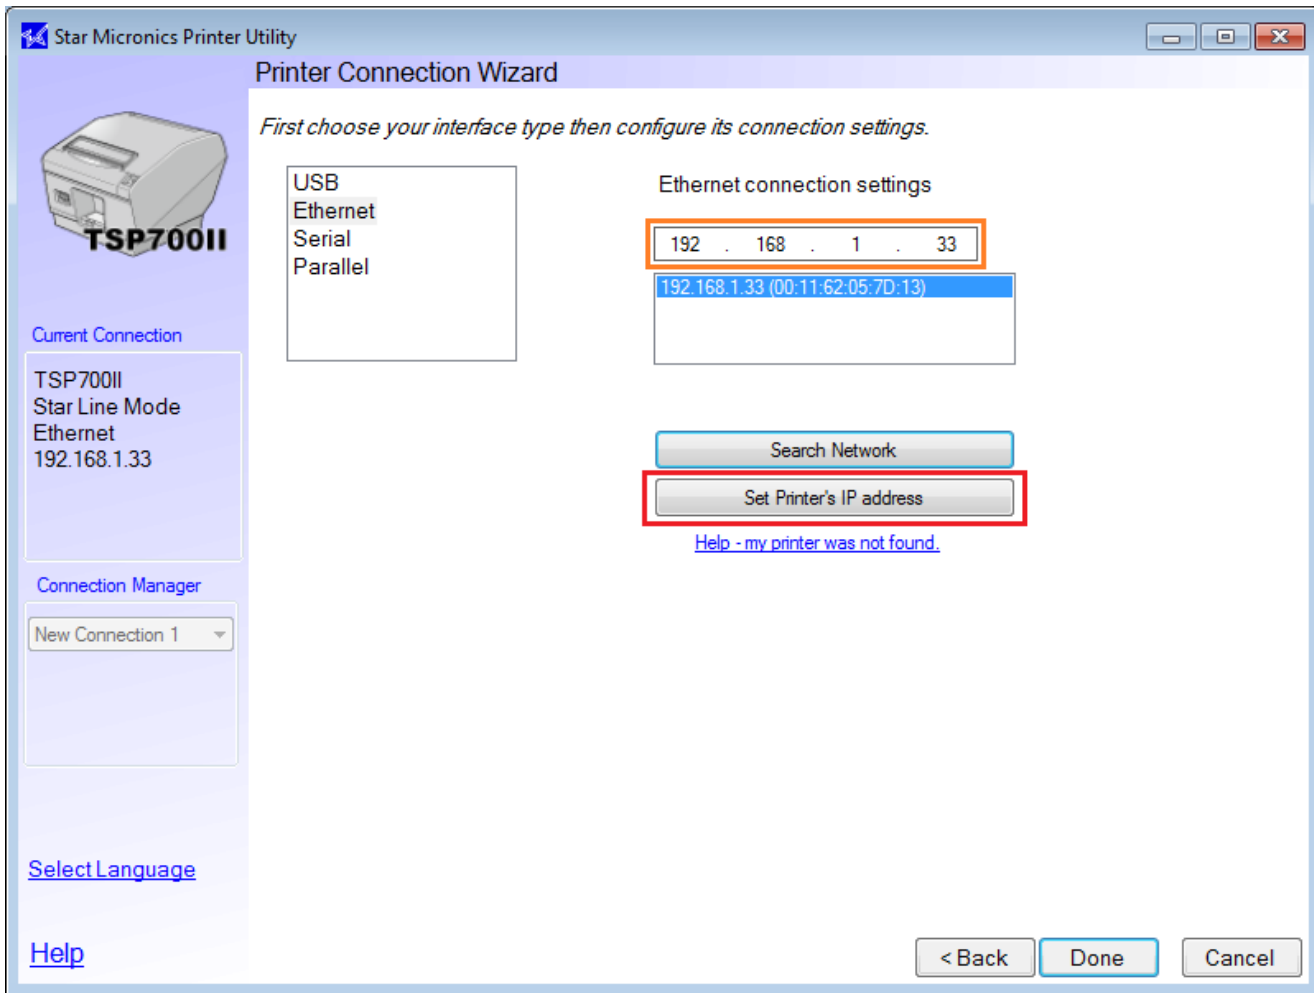 Star Micronics Printer Utility
Printer Connection Wizard
First choose your interface type then configure its connection settings.
TSP700II
USB
Ethernet
Serial
Parallel
Ethernet connection settings
192 . 168 . 1 . 33
192.168.1.33 (00:11:62:05:7D:13)
Search Network
Set Printer's IP address
Help - my printer was not found.
Current Connection
TSP700II
Star Line Mode
Ethernet
192.168.1.33
Connection Manager
New Connection 1
Select Language
Help
< Back
Done
Cancel